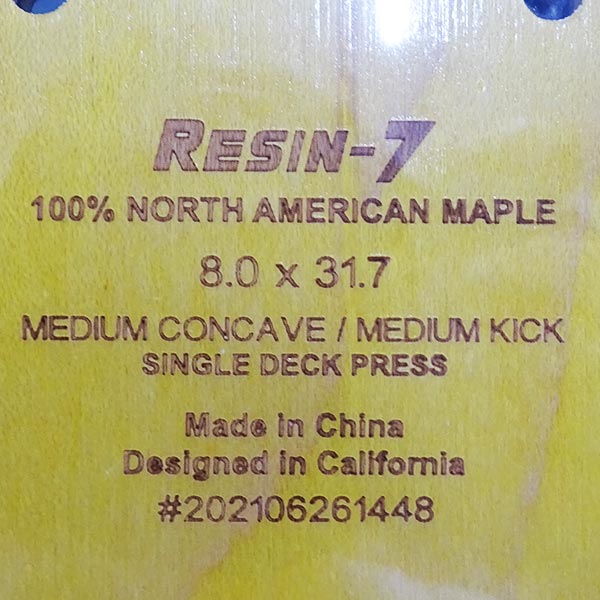 RESIN-7
100% NORTH AMERICAN MAPLE
8.0 x 31.7
MEDIUM CONCAVE / MEDIUM KICK
SINGLE DECK PRESS
Made in China
Designed in California
#202106261448